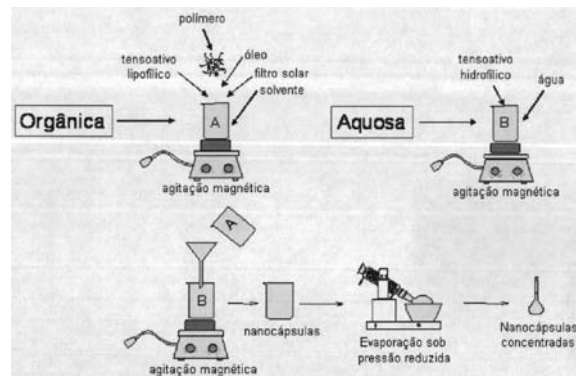 polímero
tensoativo
lipofílico
óleo
filtro solar
solvente
Orgânica
A
agitação magnética
tensoativo
hidrofílico
água
Aquosa
B
agitação magnética
A
B
agitação magnética
nanocápsulas
Evaporação sob
pressão reduzida
Nanocápsulas
concentradas